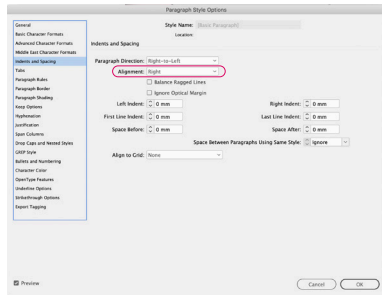 Paragraph Style Options
General
Basic Character Formats
Advanced Character Formats
Middle East Character Formats
Indents and Spacing
Tabs
Paragraph Rules
Paragraph Border
Paragraph Shading
Keep Options
Hyphenation
Justification
Span Columns
Drop Caps and Nested Styles
GREP Style
Bullets and Numbering
Character Color
OpenType Features
Underline Options
Strikethrough Options
Export Tagging
Style Name: [Basic Paragraph]
Location:
Indents and Spacing
Paragraph Direction: Right-to-Left
Alignment: Right
Balance Ragged Lines
Ignore Optical Margin
Left Indent: 0 mm Right Indent: 0 mm
First Line Indent: 0 mm Last Line Indent: 0 mm
Space Before: 0 mm Space After: 0 mm
Space Between Paragraphs Using Same Style: Ignore
Align to Grid: None
Preview Cancel OK